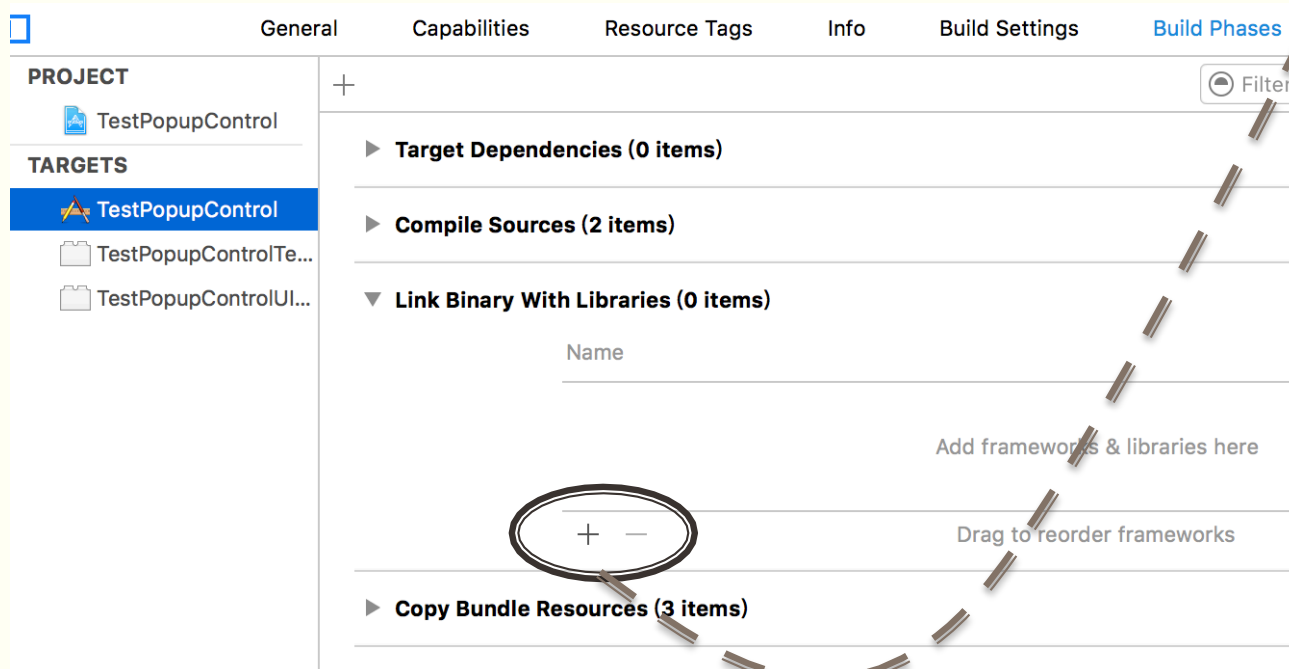 General Capabilities Resource Tags Info Build Settings Build Phases
PROJECT
TestPopupControl
TARGETS
TestPopupControl
TestPopupControlTe...
TestPopupControlUI...
+
Filter
Target Dependencies (0 items)
Compile Sources (2 items)
Link Binary With Libraries (0 items)
Name
Add frameworks & libraries here
+ −
Drag to reorder frameworks
Copy Bundle Resources (3 items)